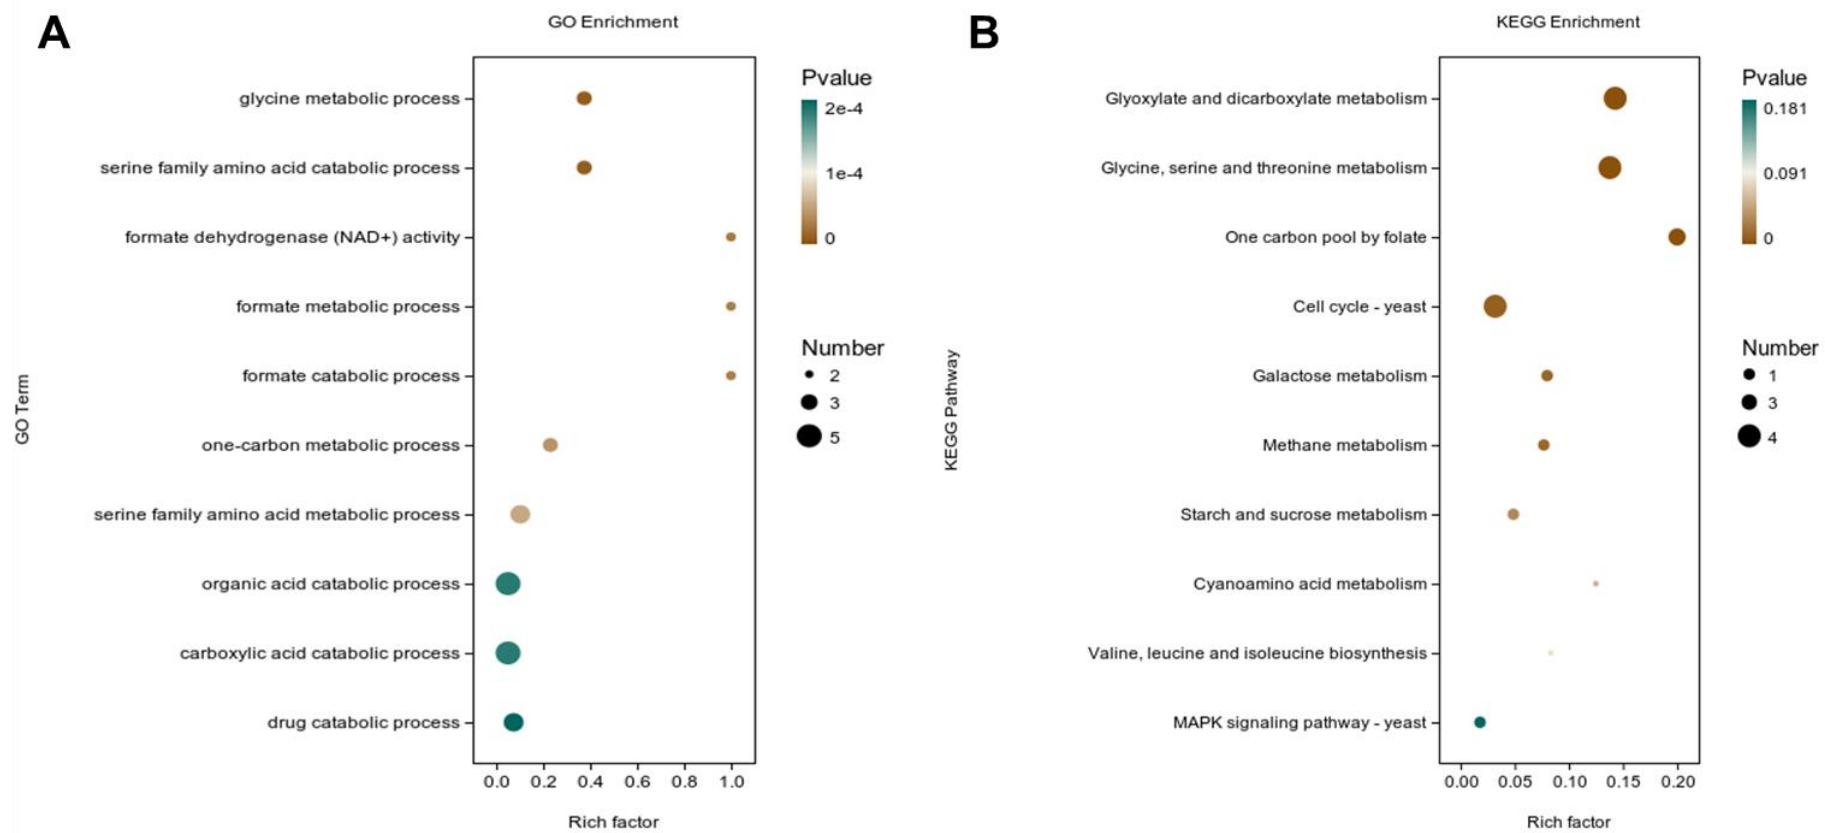 A
GO Enrichment
GO Term
glycine metabolic process
serine family amino acid catabolic process
formate dehydrogenase (NAD+) activity
formate metabolic process
formate catabolic process
one-carbon metabolic process
serine family amino acid metabolic process
organic acid catabolic process
carboxylic acid catabolic process
drug catabolic process
0.0 0.2 0.4 0.6 0.8 1.0
Rich factor
Pvalue
2e-4
1e-4
0
Number
2
3
5
B
KEGG Enrichment
KEGG Pathway
Glyoxylate and dicarboxylate metabolism
Glycine, serine and threonine metabolism
One carbon pool by folate
Cell cycle - yeast
Galactose metabolism
Methane metabolism
Starch and sucrose metabolism
Cyanoamino acid metabolism
Valine, leucine and isoleucine biosynthesis
MAPK signaling pathway - yeast
0.00 0.05 0.10 0.15 0.20
Rich factor
Pvalue
0.181
0.091
0
Number
1
3
4